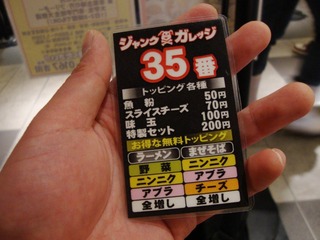 ジャンクガレッジ
35番
トッピング各種
魚粉 50円
スライスチーズ 70円
味玉 100円
特製セット 200円
お得な無料トッピング
ラーメン まぜそば
野菜 ニンニク
ニンニク アブラ
アブラ チーズ
全増し 全増し